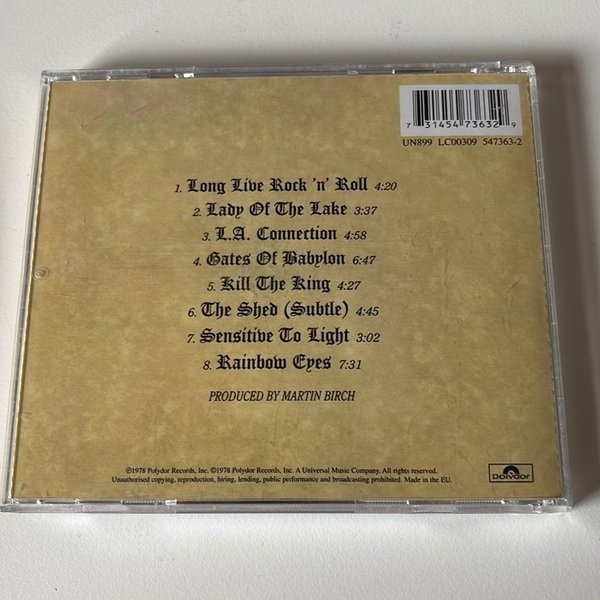 7 31454 73632 9
UN899 LC00309 547363-2
1. Long Live Rock 'n' Roll 4:20
2. Lady Of The Lake 3:37
3. L.A. Connection 4:58
4. Gates Of Babylon 6:47
5. Kill The King 4:27
6. The Shed (Subtle) 4:45
7. Sensitive To Light 3:02
8. Rainbow Eyes 7:31
PRODUCED BY MARTIN BIRCH
℗1978 Polydor Records, Inc. ©1978 Polydor Records, Inc. A Universal Music Company. All rights reserved.
Unauthorised copying, reproduction, hiring, lending, public performance and broadcasting prohibited. Made in the EU.
Polydor